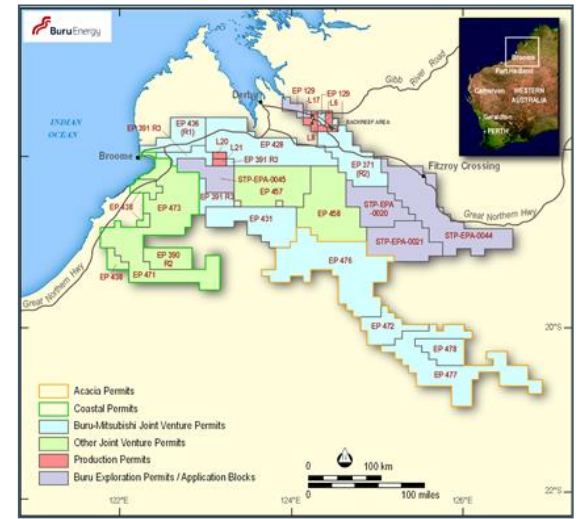 BuruEnergy
INDIAN
OCEAN
Derby
Gibb River Road
EP 129
L17
EP 129
L6
L8
BACKREEF AREA
EP 391 R3
EP 436
(R1)
L20
L21
EP 428
EP 391 R3
EP 371
(R2)
Fitzroy Crossing
Broome
STP-EPA-0045
EP 457
EP 391 R3
EP 438
EP 473
EP 431
EP 458
STP-EPA
-0020
STP-EPA-0021
STP-EPA-0044
Great Northern Hwy
EP 390
R2
EP 438
EP 471
EP 476
Great Northern Hwy
EP 472
EP 478
EP 477
20°S
22°S
122°E
124°E
126°E
Broome
Port Hedland
Carnarvon
WESTERN
AUSTRALIA
Geraldton
PERTH
Acacia Permits
Coastal Permits
Buru-Mitsubishi Joint Venture Permits
Other Joint Venture Permits
Production Permits
Buru Exploration Permits / Application Blocks
0 100 km
0 100 miles